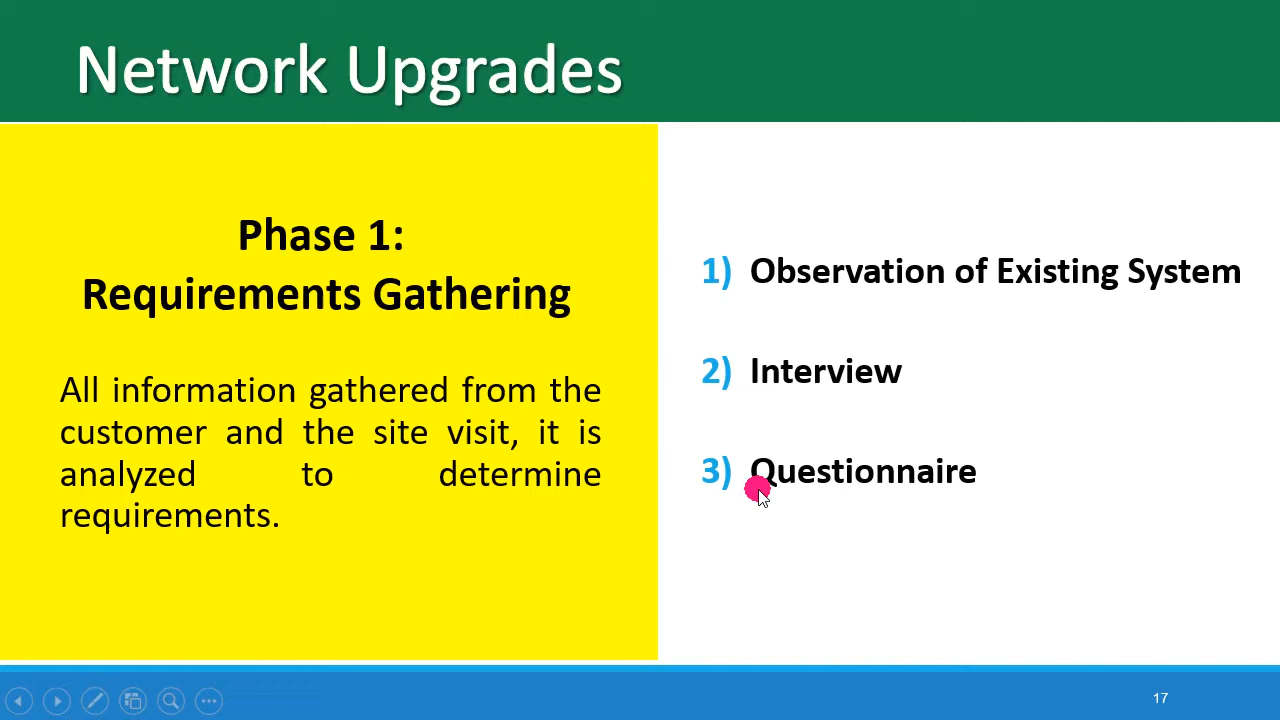 Network Upgrades
Phase 1:
Requirements Gathering
All information gathered from the
customer and the site visit, it is
analyzed to determine
requirements.
1) Observation of Existing System
2) Interview
3) Questionnaire
17